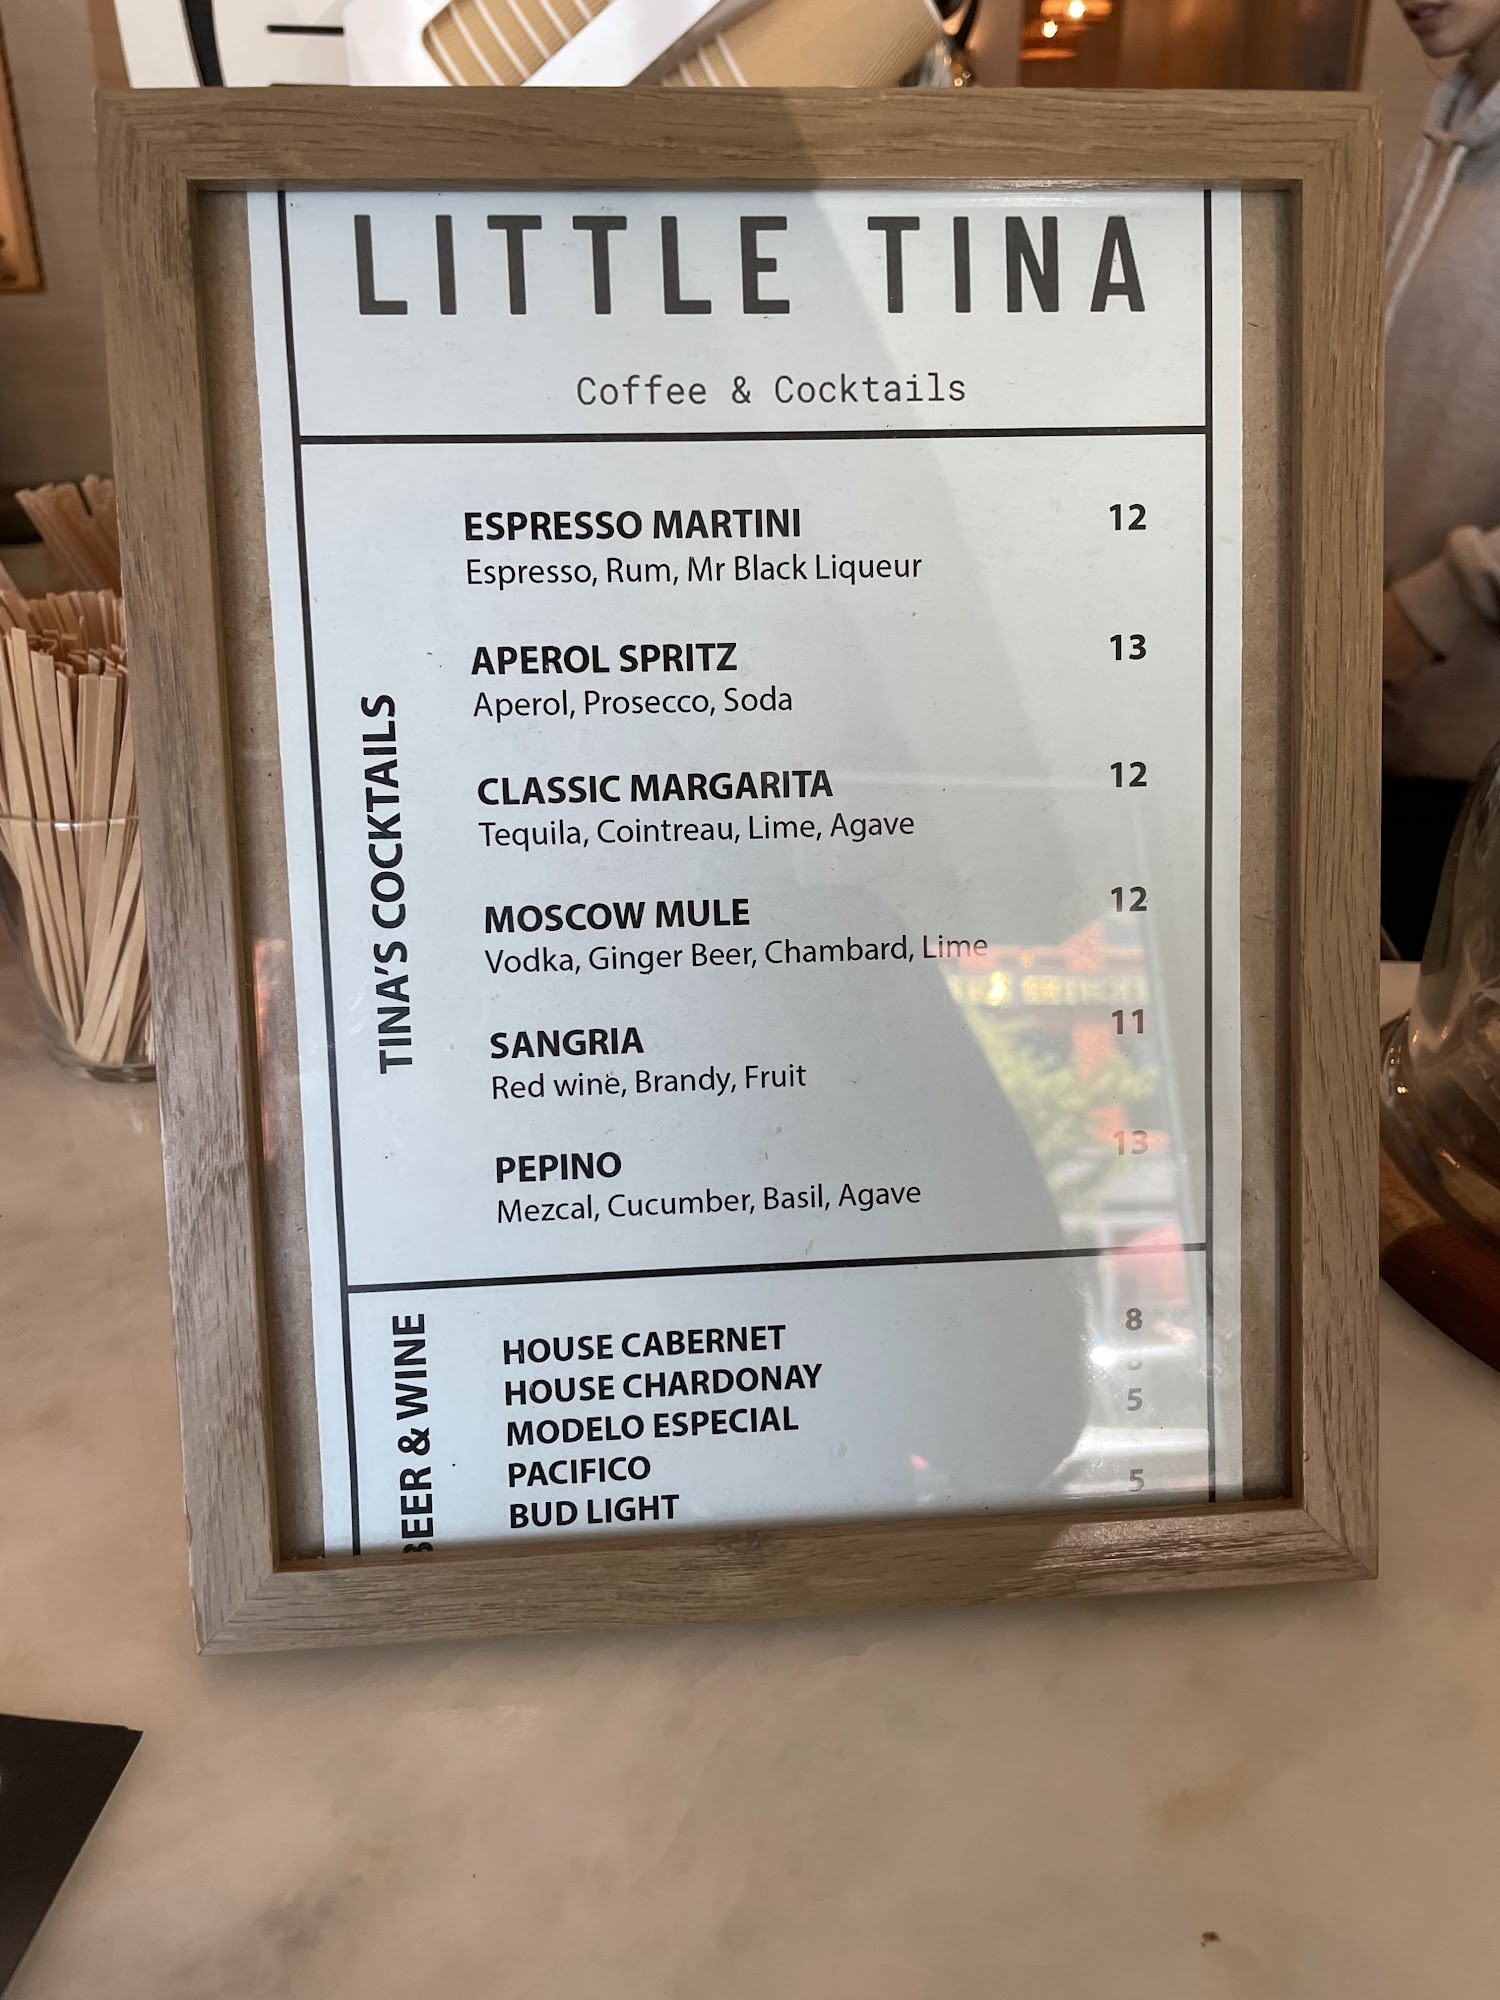 LITTLE TINA
Coffee & Cocktails
TINA'S COCKTAILS
ESPRESSO MARTINI 12
Espresso, Rum, Mr Black Liqueur
APEROL SPRITZ 13
Aperol, Prosecco, Soda
CLASSIC MARGARITA 12
Tequila, Cointreau, Lime, Agave
MOSCOW MULE 12
Vodka, Ginger Beer, Chambard, Lime
SANGRIA 11
Red wine, Brandy, Fruit
PEPINO 13
Mezcal, Cucumber, Basil, Agave
BEER & WINE
HOUSE CABERNET 8
HOUSE CHARDONAY
MODELO ESPECIAL 5
PACIFICO
BUD LIGHT 5